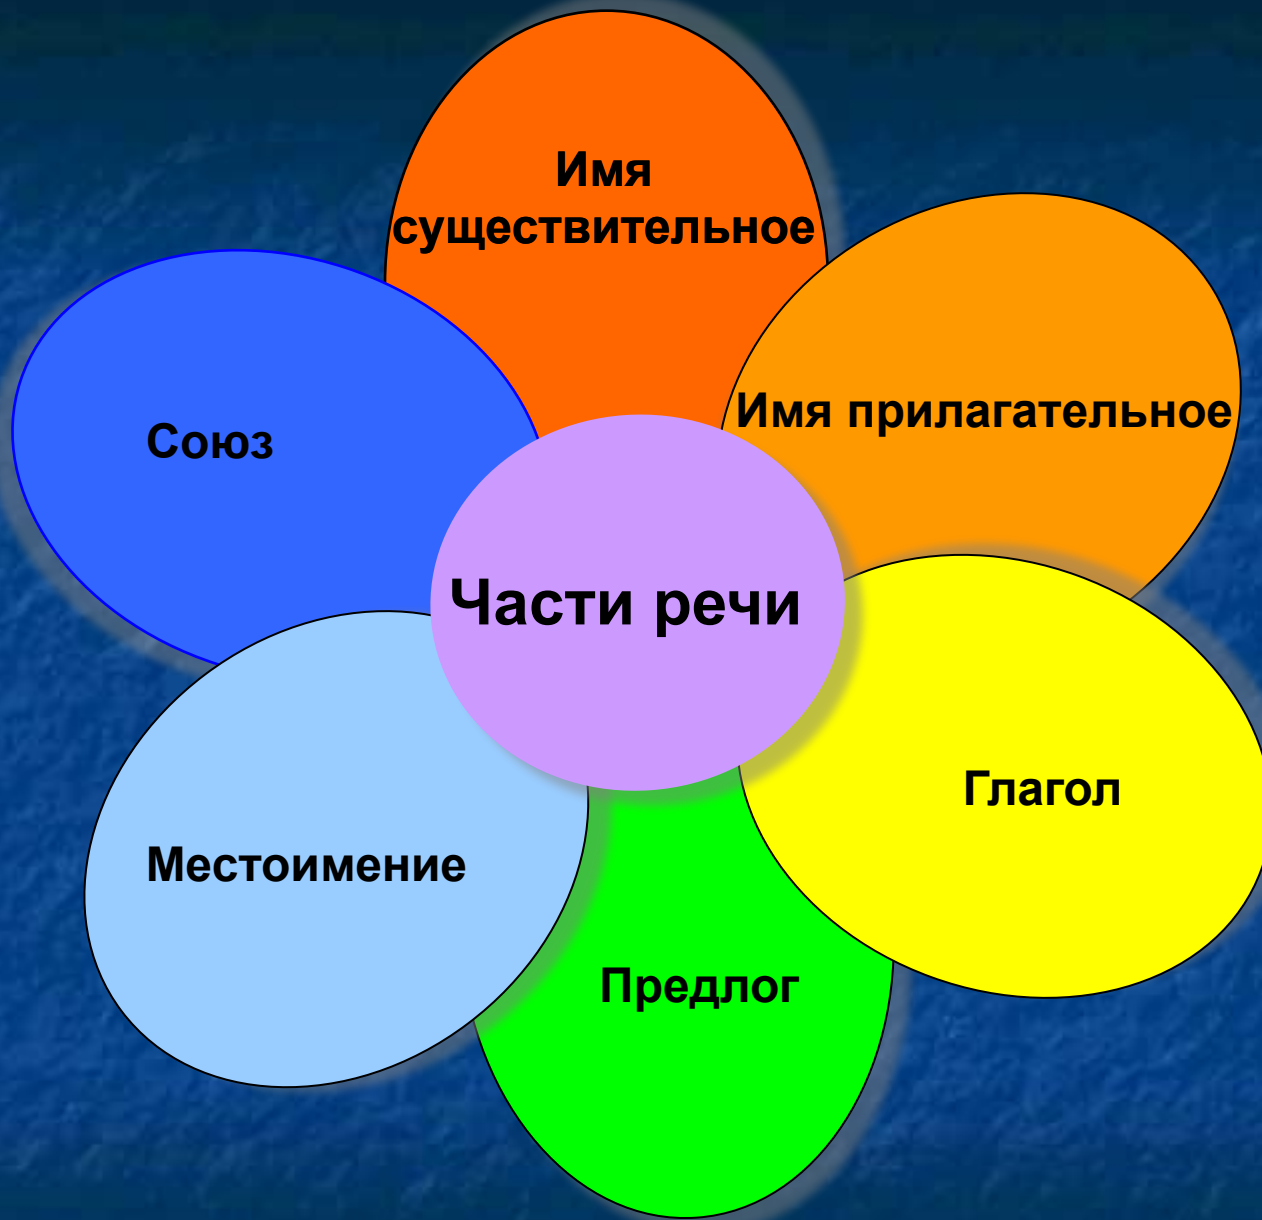 Имя
существительное
Имя прилагательное
Союз
Части речи
Глагол
Местоимение
Предлог